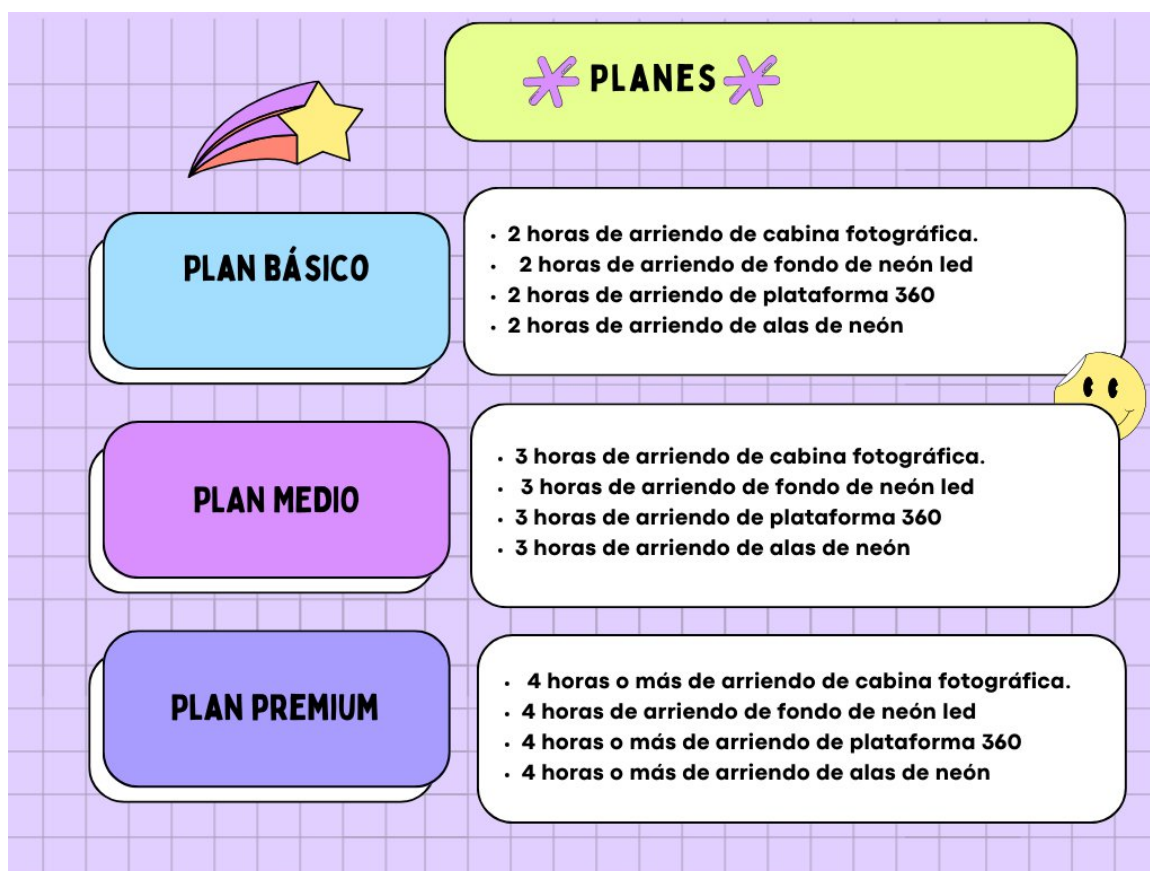 PLANES
PLAN BÁSICO
• 2 horas de arriendo de cabina fotográfica.
• 2 horas de arriendo de fondo de neón led
• 2 horas de arriendo de plataforma 360
• 2 horas de arriendo de alas de neón
PLAN MEDIO
• 3 horas de arriendo de cabina fotográfica.
• 3 horas de arriendo de fondo de neón led
• 3 horas de arriendo de plataforma 360
• 3 horas de arriendo de alas de neón
PLAN PREMIUM
• 4 horas o más de arriendo de cabina fotográfica.
• 4 horas de arriendo de fondo de neón led
• 4 horas o más de arriendo de plataforma 360
• 4 horas o más de arriendo de alas de neón